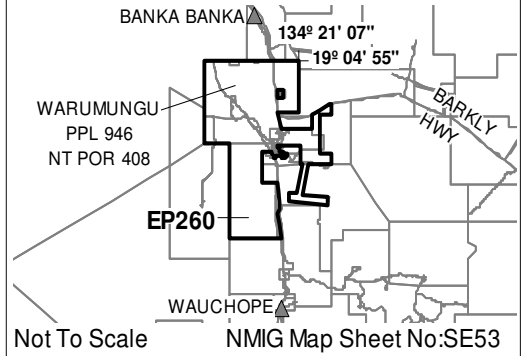 BANKA BANKA
134º 21' 07"
19º 04' 55"
WARUMUNGU
PPL 946
NT POR 408
BARKLY
HWY
EP260
WAUCHOPE
Not To Scale
NMIG Map Sheet No:SE53